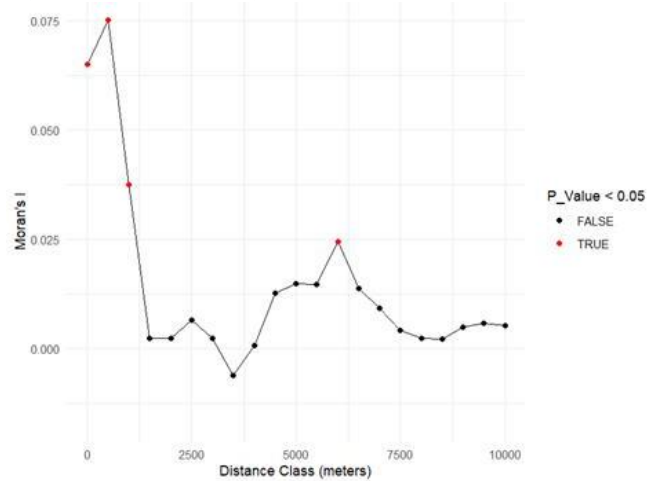 0.075
0.050
0.025
0.000
Moran's I
0
2500
5000
7500
10000
Distance Class (meters)
P_Value < 0.05
FALSE
TRUE